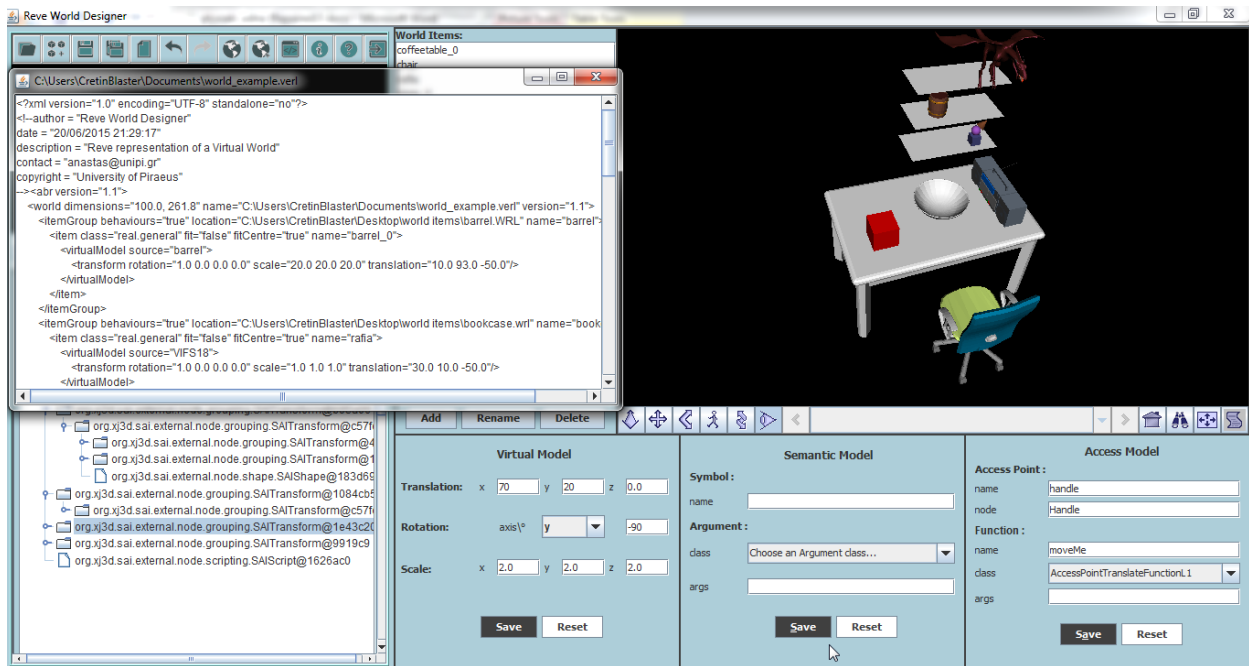 Reve World Designer
World Items:
coffeetable_0
chair
C:\Users\CretinBlaster\Documents\world_example.verl
<?xml version="1.0" encoding="UTF-8" standalone="no"?>
<!--author = "Reve World Designer"
date = "20/06/2015 21:29:17"
description = "Reve representation of a Virtual World"
contact = "anastas@unipi.gr"
copyright = "University of Piraeus"
--><abr version="1.1">
<world dimensions="100.0, 261.8" name="C:\Users\CretinBlaster\Documents\world_example.verl" version="1.1">
<itemGroup behaviours="true" location="C:\Users\CretinBlaster\Desktop\world items\barrel.WRL" name="barrel">
<item class="real.general" fit="false" fitCentre="true" name="barrel_0">
<virtualModel source="barrel">
<transform rotation="1.0 0.0 0.0 0.0" scale="20.0 20.0 20.0" translation="10.0 93.0 -50.0"/>
</virtualModel>
</item>
</itemGroup>
<itemGroup behaviours="true" location="C:\Users\CretinBlaster\Desktop\world items\bookcase.wrl" name="book
<item class="real.general" fit="false" fitCentre="true" name="rafia">
<virtualModel source="VIFS18">
<transform rotation="1.0 0.0 0.0 0.0" scale="1.0 1.0 1.0" translation="30.0 10.0 -50.0"/>
</virtualModel>
org.xj3d.sai.external.node.grouping.SAITransform@c57f
org.xj3d.sai.external.node.grouping.SAITransform@4
org.xj3d.sai.external.node.grouping.SAITransform@1
org.xj3d.sai.external.node.shape.SAIShape@183d69
org.xj3d.sai.external.node.grouping.SAITransform@1084cb5
org.xj3d.sai.external.node.grouping.SAITransform@c57f
org.xj3d.sai.external.node.grouping.SAITransform@1e43c20
org.xj3d.sai.external.node.grouping.SAITransform@9919c9
org.xj3d.sai.external.node.scripting.SAIScript@1626ac0
Add Rename Delete
Virtual Model
Translation: x 70 y 20 z 0.0
Rotation: axis\° y -90
Scale: x 2.0 y 2.0 z 2.0
Save Reset
Semantic Model
Symbol :
name
Argument :
class Choose an Argument class...
args
Save Reset
Access Model
Access Point :
name handle
node Handle
Function :
name moveMe
class AccessPointTranslateFunctionL1
args
Save Reset